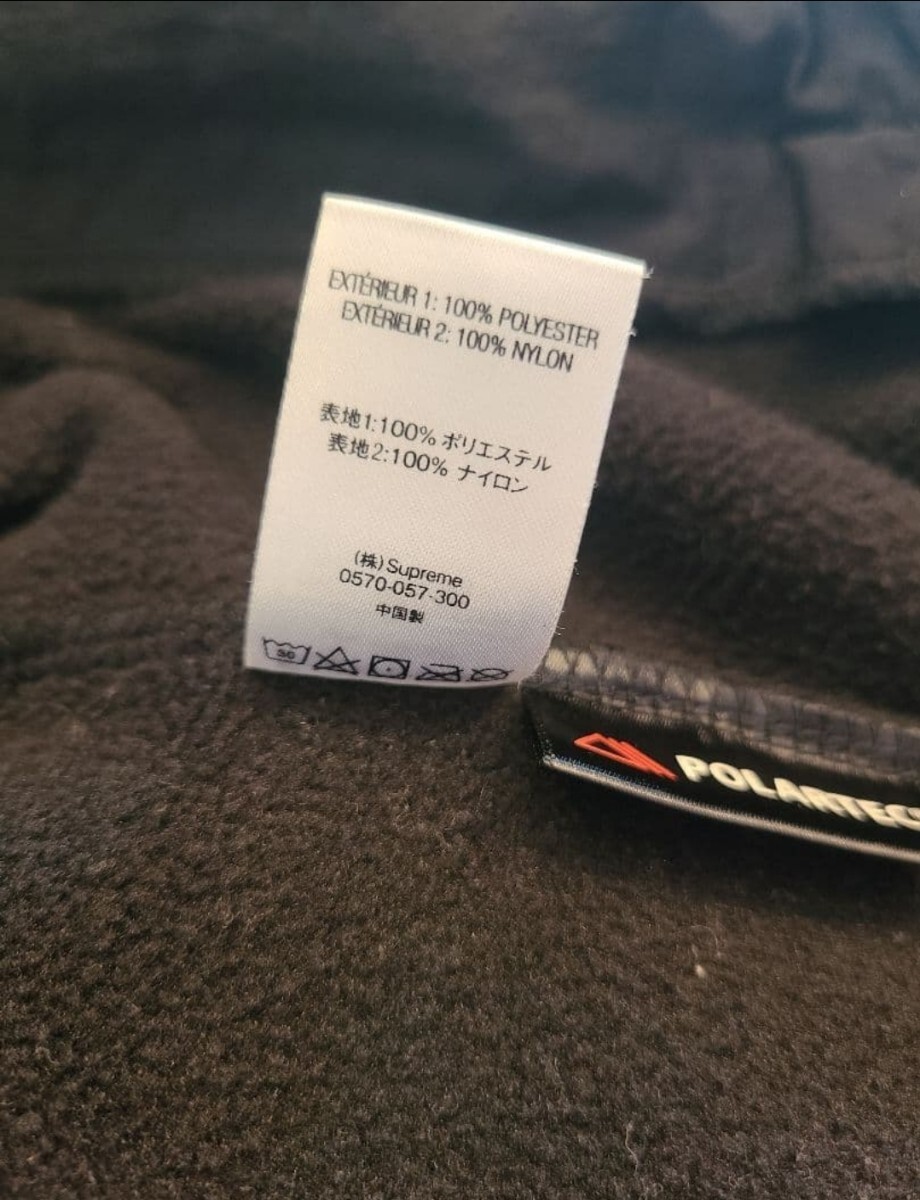 EXTÉRIEUR 1: 100% POLYESTER
EXTÉRIEUR 2: 100% NYLON
表地1:100% ポリエステル
表地2:100% ナイロン
(株)Supreme
0570-057-300
中国製
30
POLARTEC